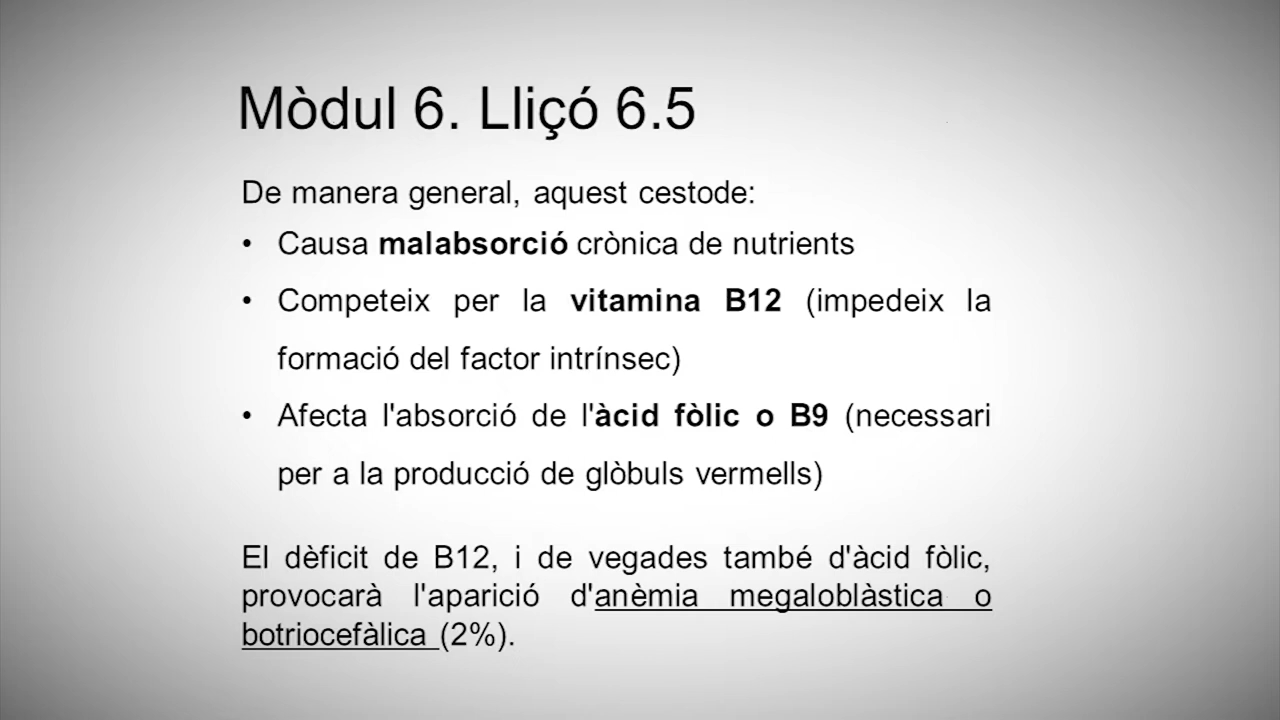 Mòdul 6. Lliçó 6.5
De manera general, aquest cestode:
• Causa malabsorció crònica de nutrients
• Competeix per la vitamina B12 (impedeix la
formació del factor intrínsec)
• Afecta l'absorció de l'àcid fòlic o B9 (necessari
per a la producció de glòbuls vermells)
El dèficit de B12, i de vegades també d'àcid fòlic,
provocarà l'aparició d'anèmia megaloblàstica o
botriocefàlica (2%).